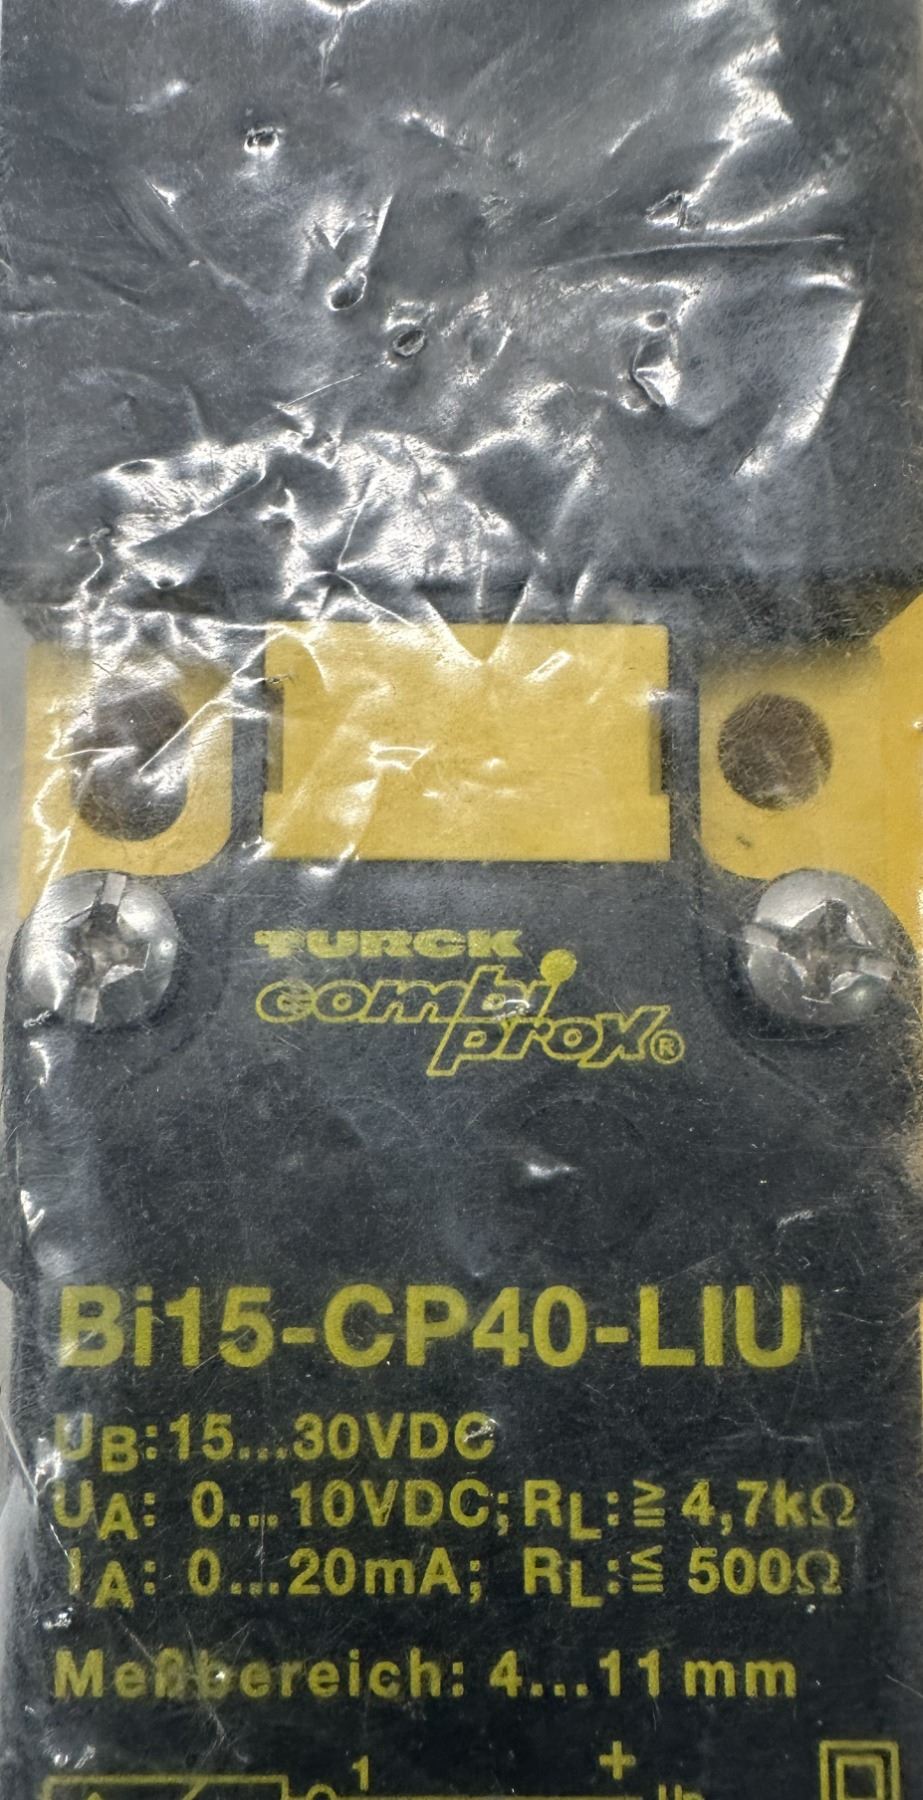 TURCK
combi
prox®
Bi15-CP40-LIU
UB: 15...30VDC
UA: 0...10VDC; RL: ≧ 4,7kΩ
IA: 0...20mA; RL: ≦ 500Ω
Meßbereich: 4...11 mm
1 +